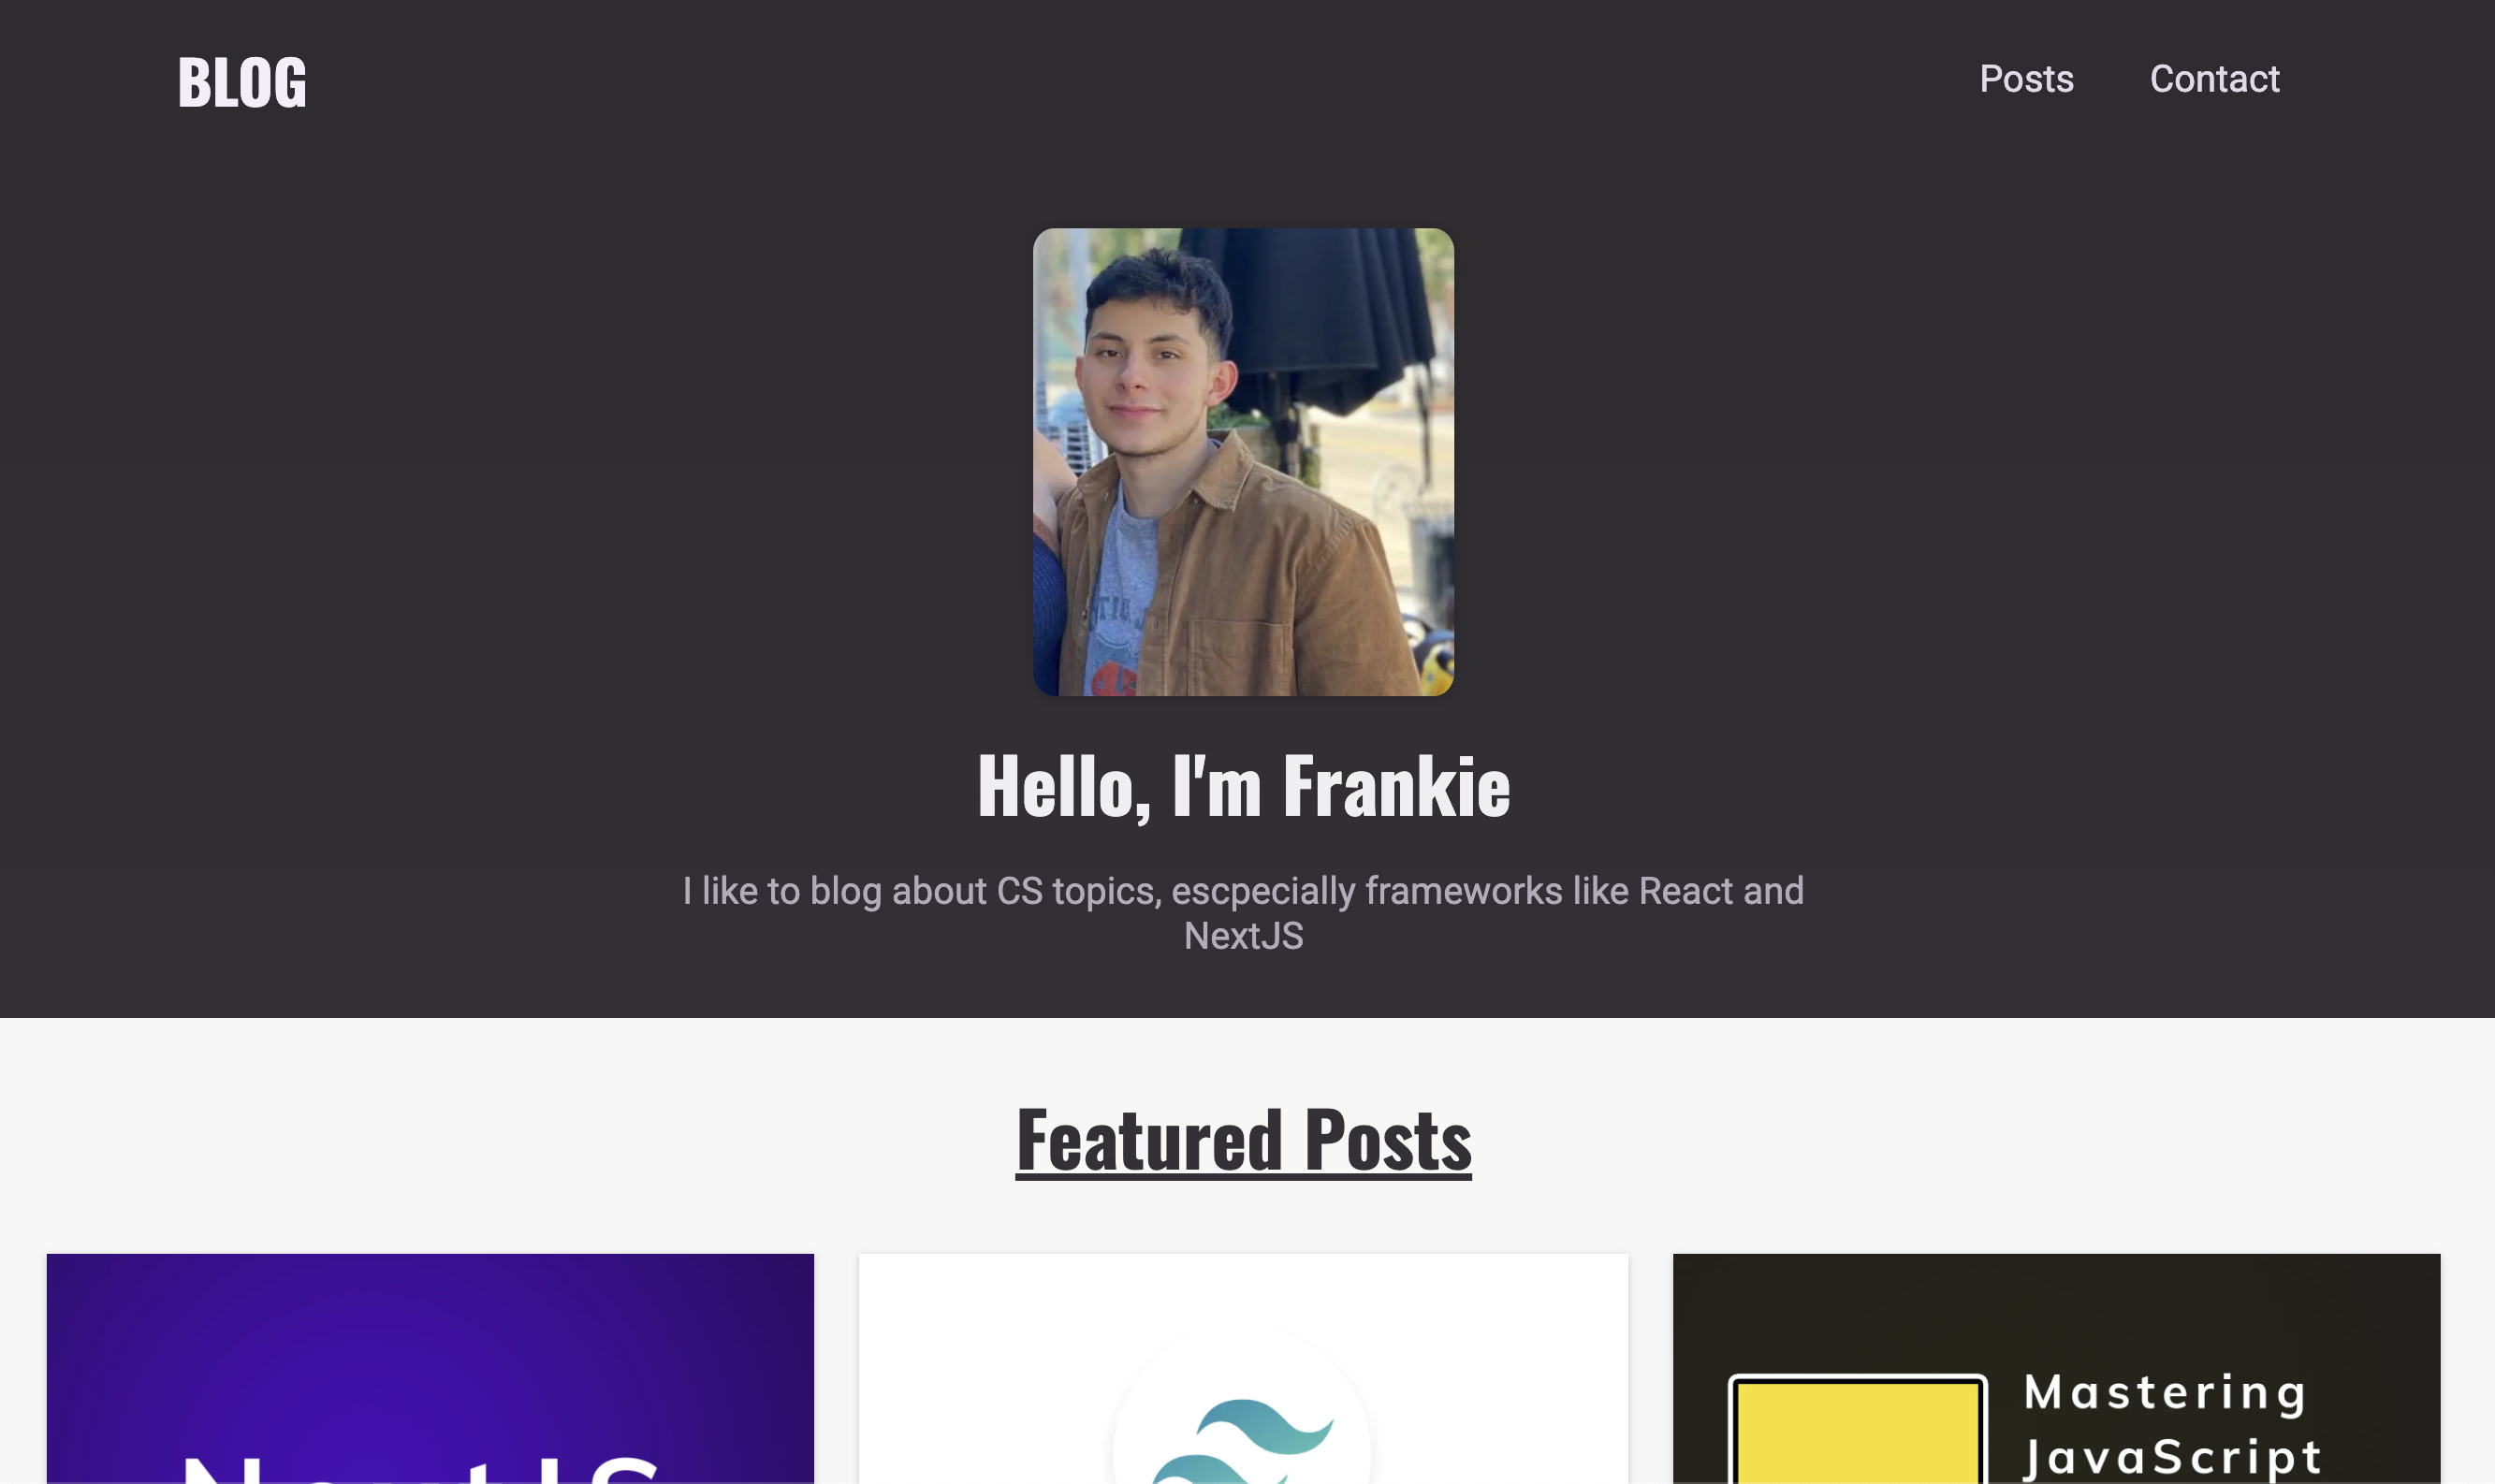 BLOG
Posts Contact
Hello, I'm Frankie
I like to blog about CS topics, escpecially frameworks like React and
NextJS
Featured Posts
NextJS
Mastering
JavaScript